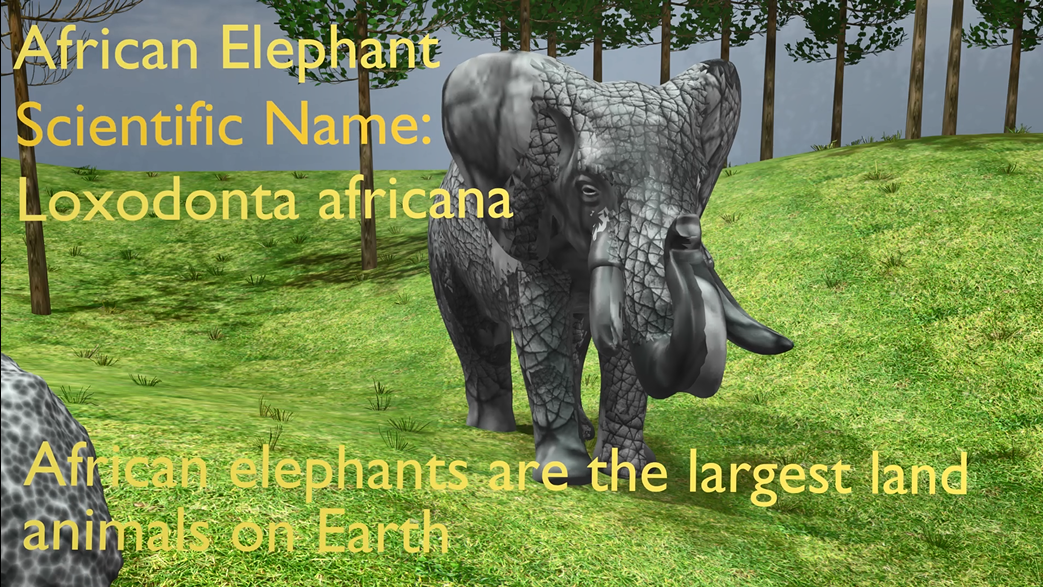 African Elephant
Scientific Name:
Loxodonta africana
African elephants are the largest land
animals on Earth